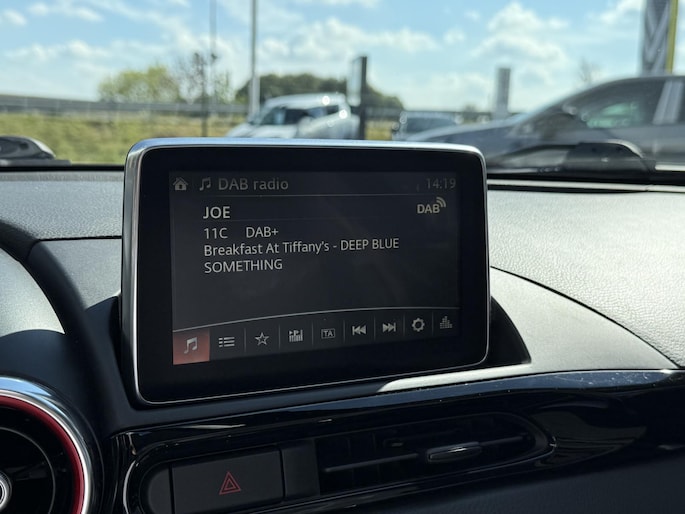 DAB radio 14:19
JOE DAB
11C DAB+
Breakfast At Tiffany's - DEEP BLUE
SOMETHING
TA